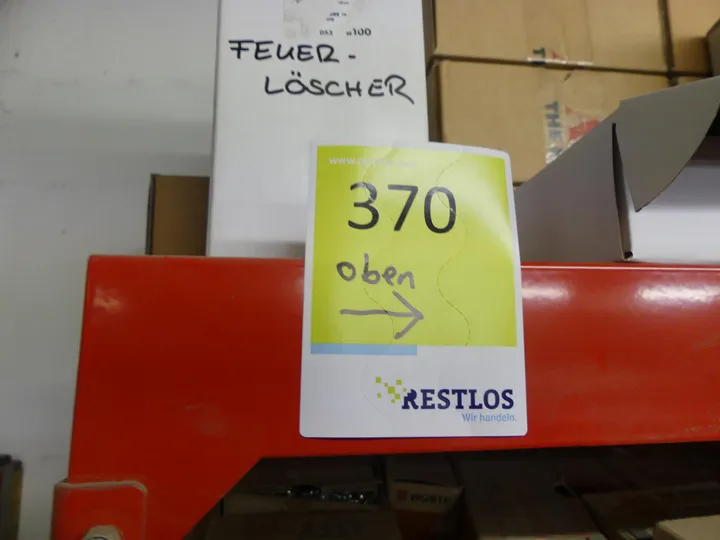 FEUER-
LÖSCHER
370
oben
RESTLOS
Wir handeln.